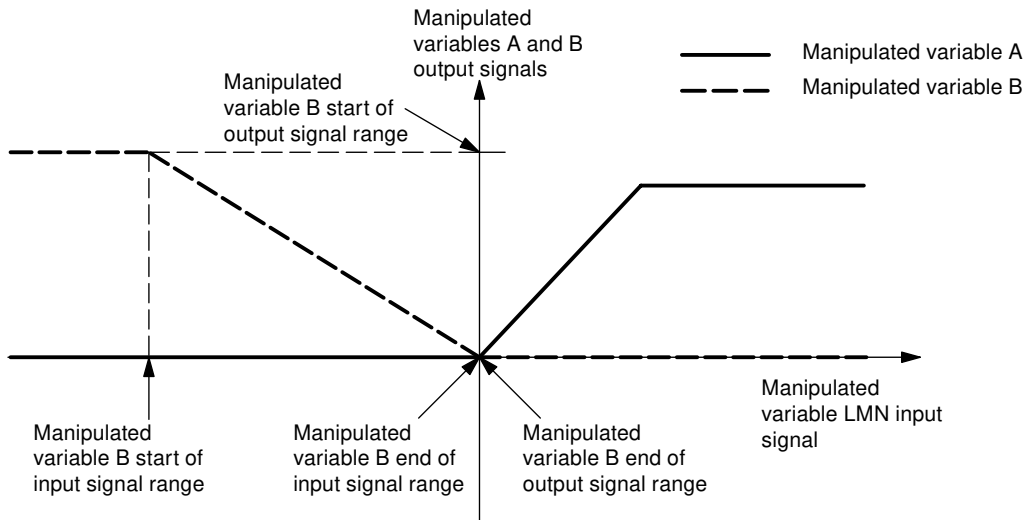 Manipulated
variables A and B
output signals
Manipulated variable A
Manipulated variable B
Manipulated
variable B start of
output signal range
Manipulated
variable LMN input
signal
Manipulated
variable B start of
input signal range
Manipulated
variable B end of
input signal range
Manipulated
variable B end of
output signal range